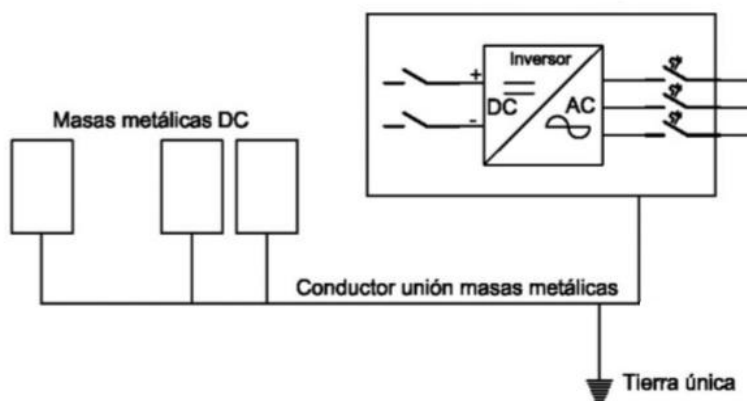 Inversor
+
DC
AC
-
Masas metálicas DC
Conductor unión masas metálicas
Tierra única